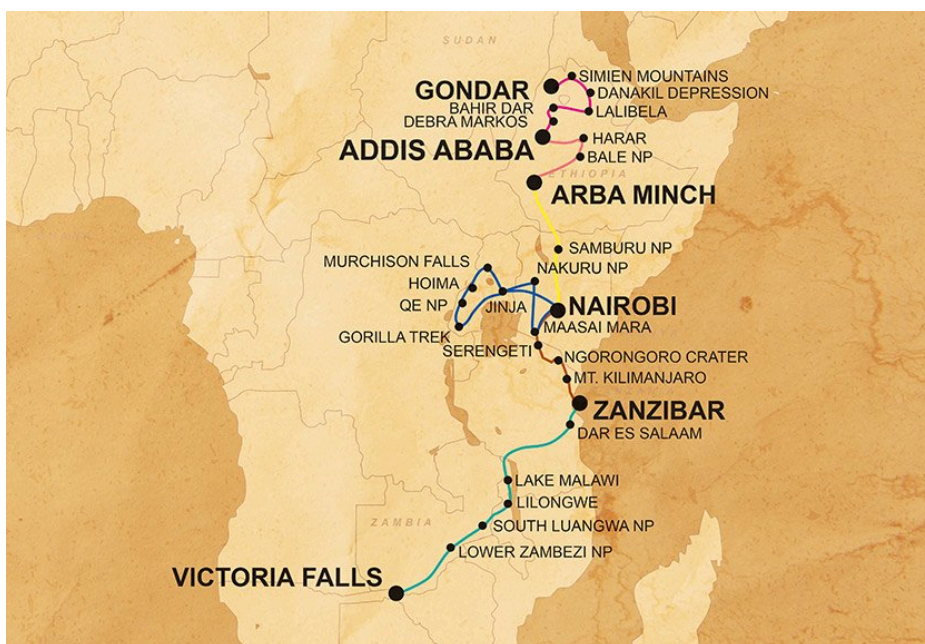 SUDAN
SIMIEN MOUNTAINS
GONDAR
DANAKIL DEPRESSION
BAHIR DAR
LALIBELA
DEBRA MARKOS
HARAR
ADDIS ABABA
BALE NP
ETHIOPIA
ARBA MINCH
SAMBURU NP
MURCHISON FALLS
NAKURU NP
HOIMA
QE NP
JINJA
NAIROBI
MAASAI MARA
GORILLA TREK
SERENGETI
NGORONGORO CRATER
MT. KILIMANJARO
ZANZIBAR
DAR ES SALAAM
LAKE MALAWI
LILONGWE
ZAMBIA
SOUTH LUANGWA NP
LOWER ZAMBEZI NP
VICTORIA FALLS